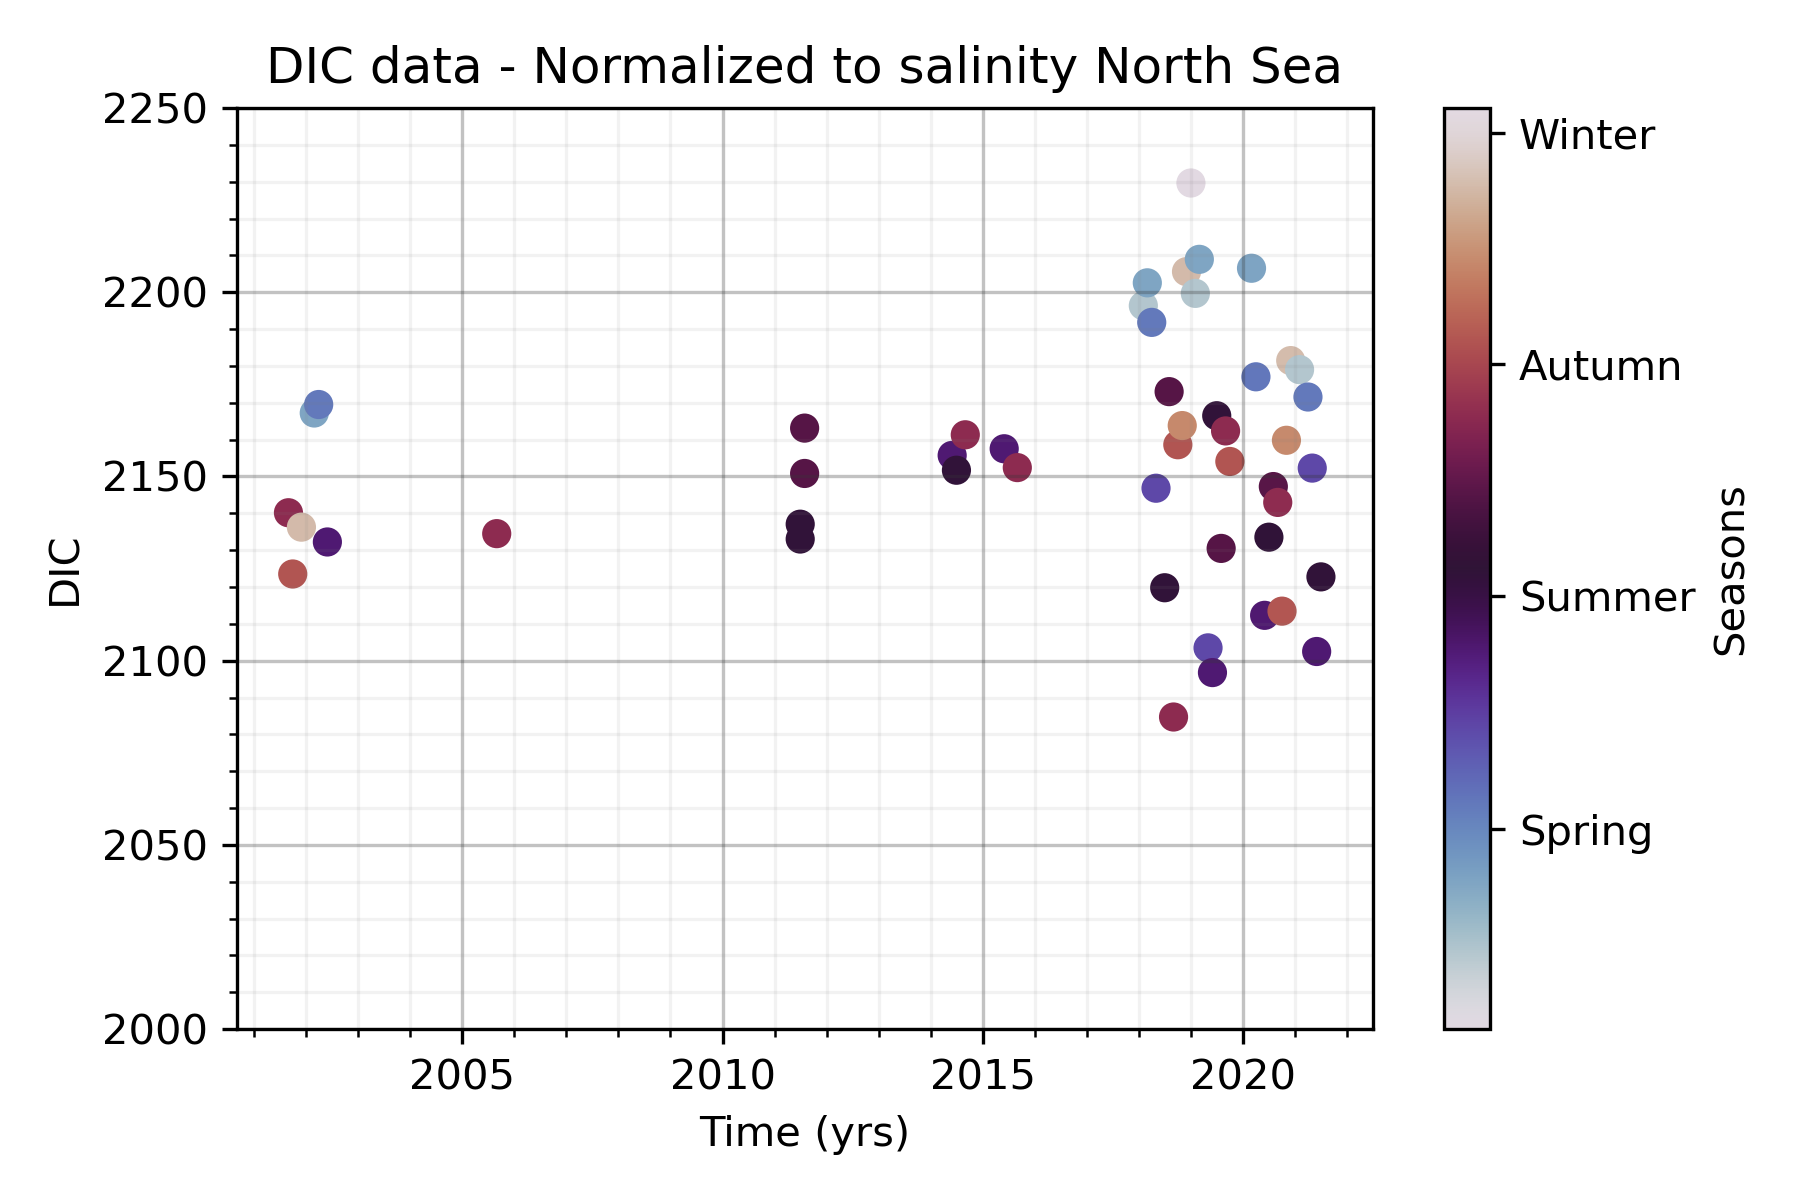 DIC data - Normalized to salinity North Sea
2250
2200
2150
2100
2050
2000
DIC
2005
2010
2015
2020
Time (yrs)
Winter
Autumn
Summer
Spring
Seasons